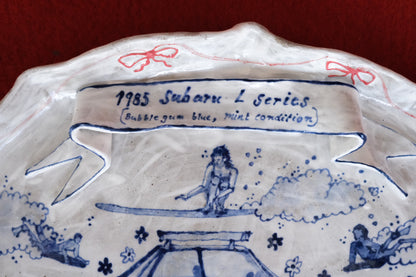 1985 Subaru L Series
(Bubble gum blue, mint condition)